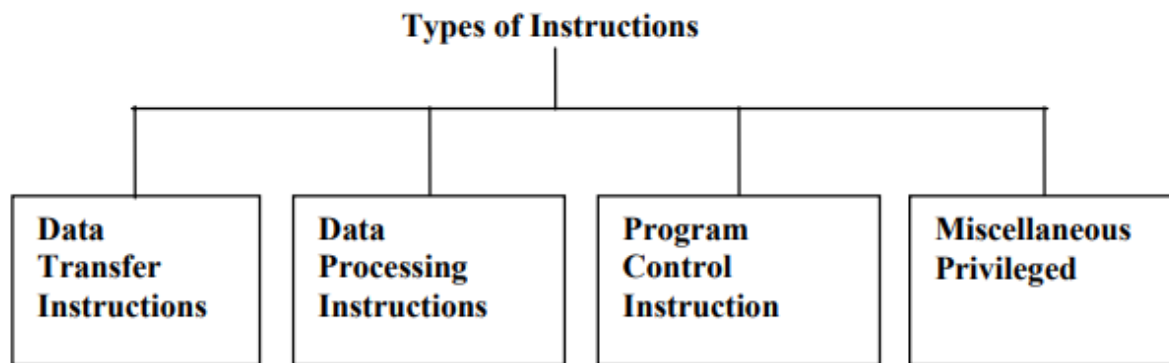 Types of Instructions
Data
Transfer
Instructions
Data
Processing
Instructions
Program
Control
Instruction
Miscellaneous
Privileged